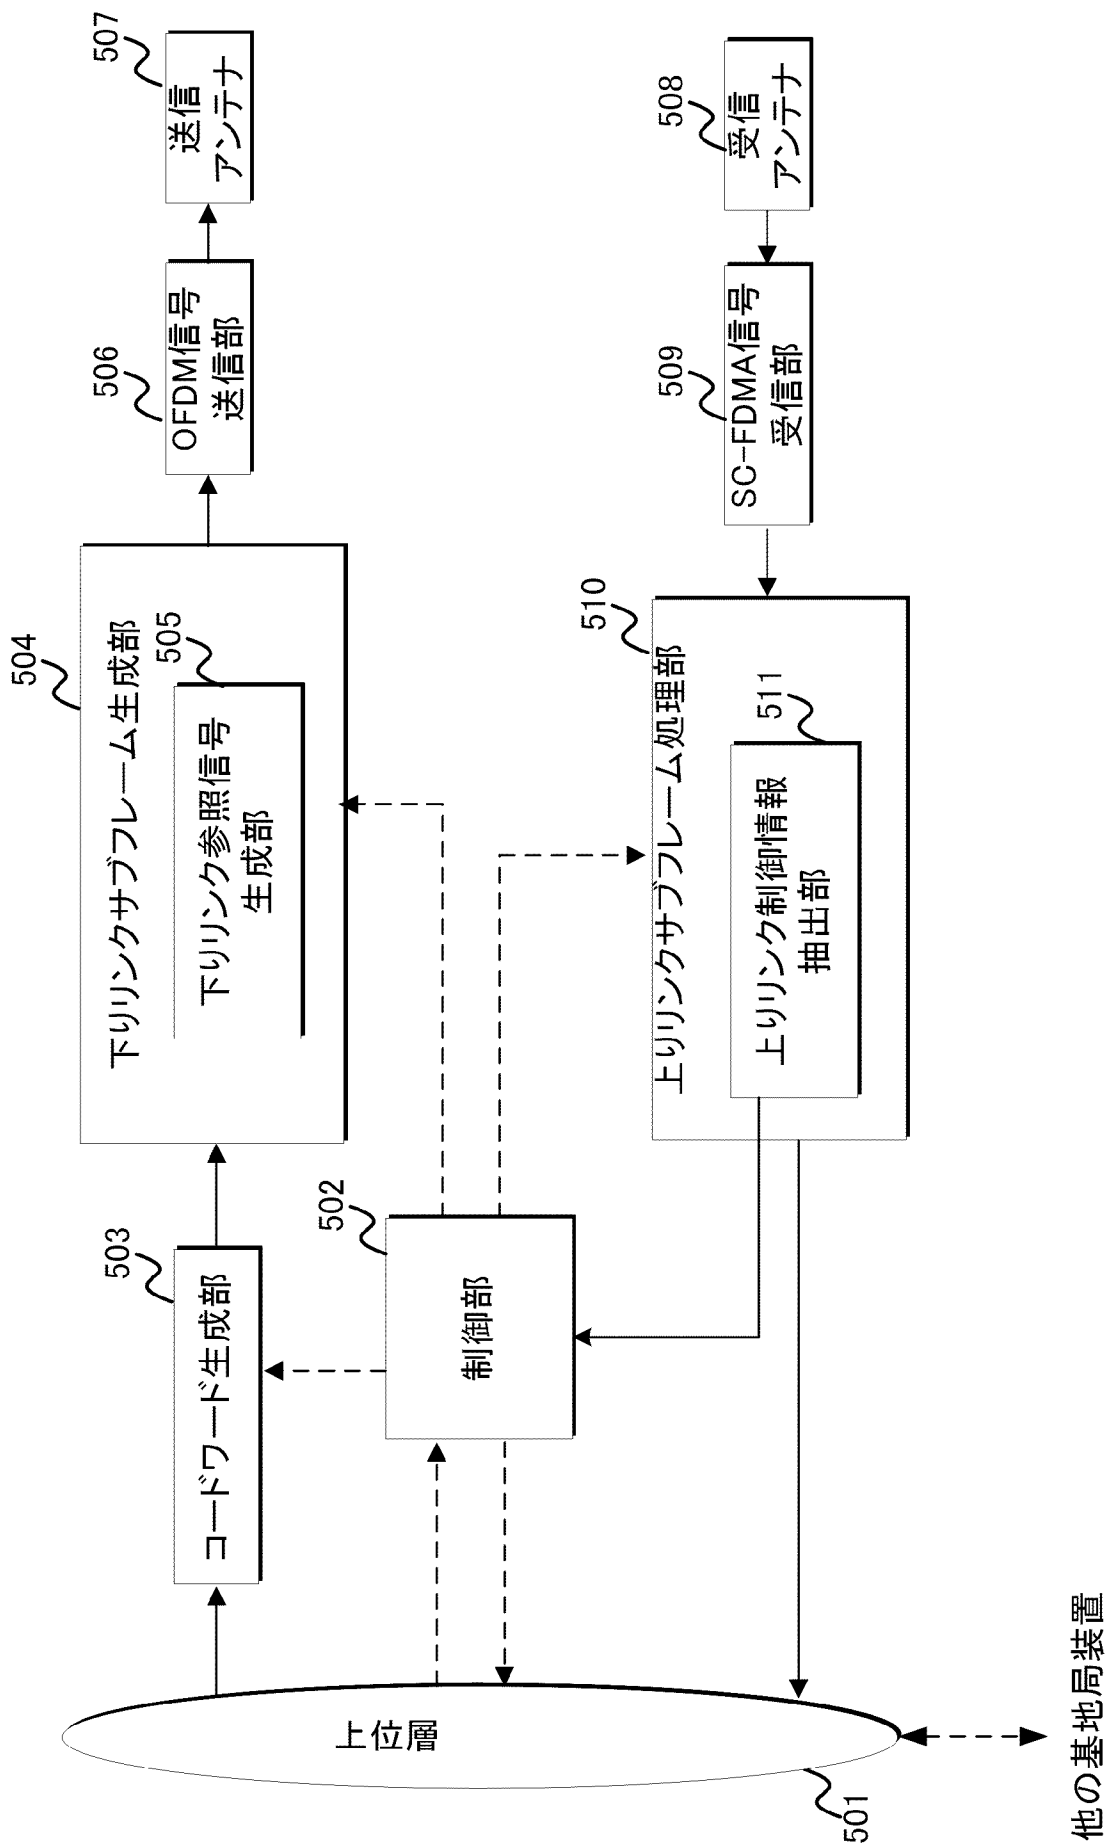 507
送信
アンテナ
506
OFDM信号
送信部
504
下りリンクサブフレーム生成部
505
下りリンク参照信号
生成部
503
コードワード生成部
502
制御部
508
受信
アンテナ
509
SC-FDMA信号
受信部
510
上りリンクサブフレーム処理部
511
上りリンク制御情報
抽出部
上位層
501
他の基地局装置